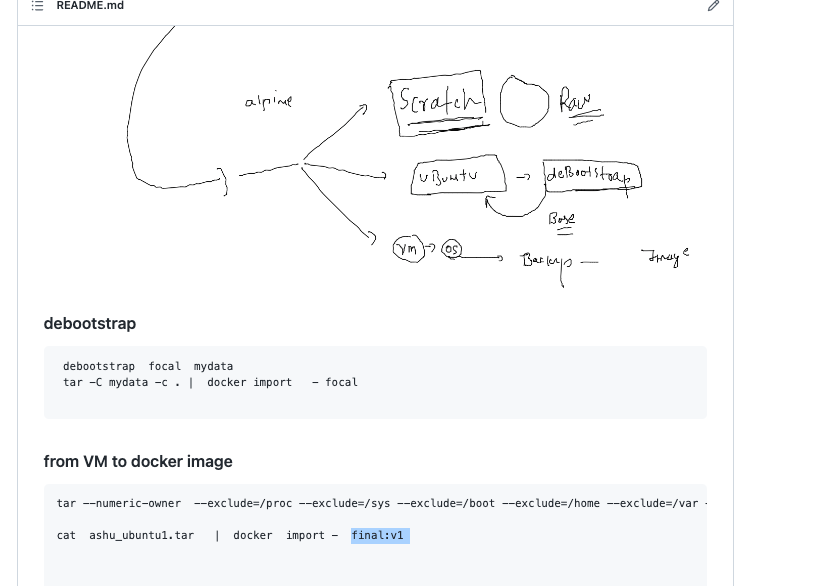 README.md
alpine
Scratch Raw
uBuntu deBootstrap
Base
Vm OS Backup Image
debootstrap
debootstrap  focal  mydata
tar -C mydata -c . |  docker import   - focal
from VM to docker image
tar --numeric-owner  --exclude=/proc --exclude=/sys --exclude=/boot --exclude=/home --exclude=/var -
cat  ashu_ubuntu1.tar   |  docker  import -  final:v1